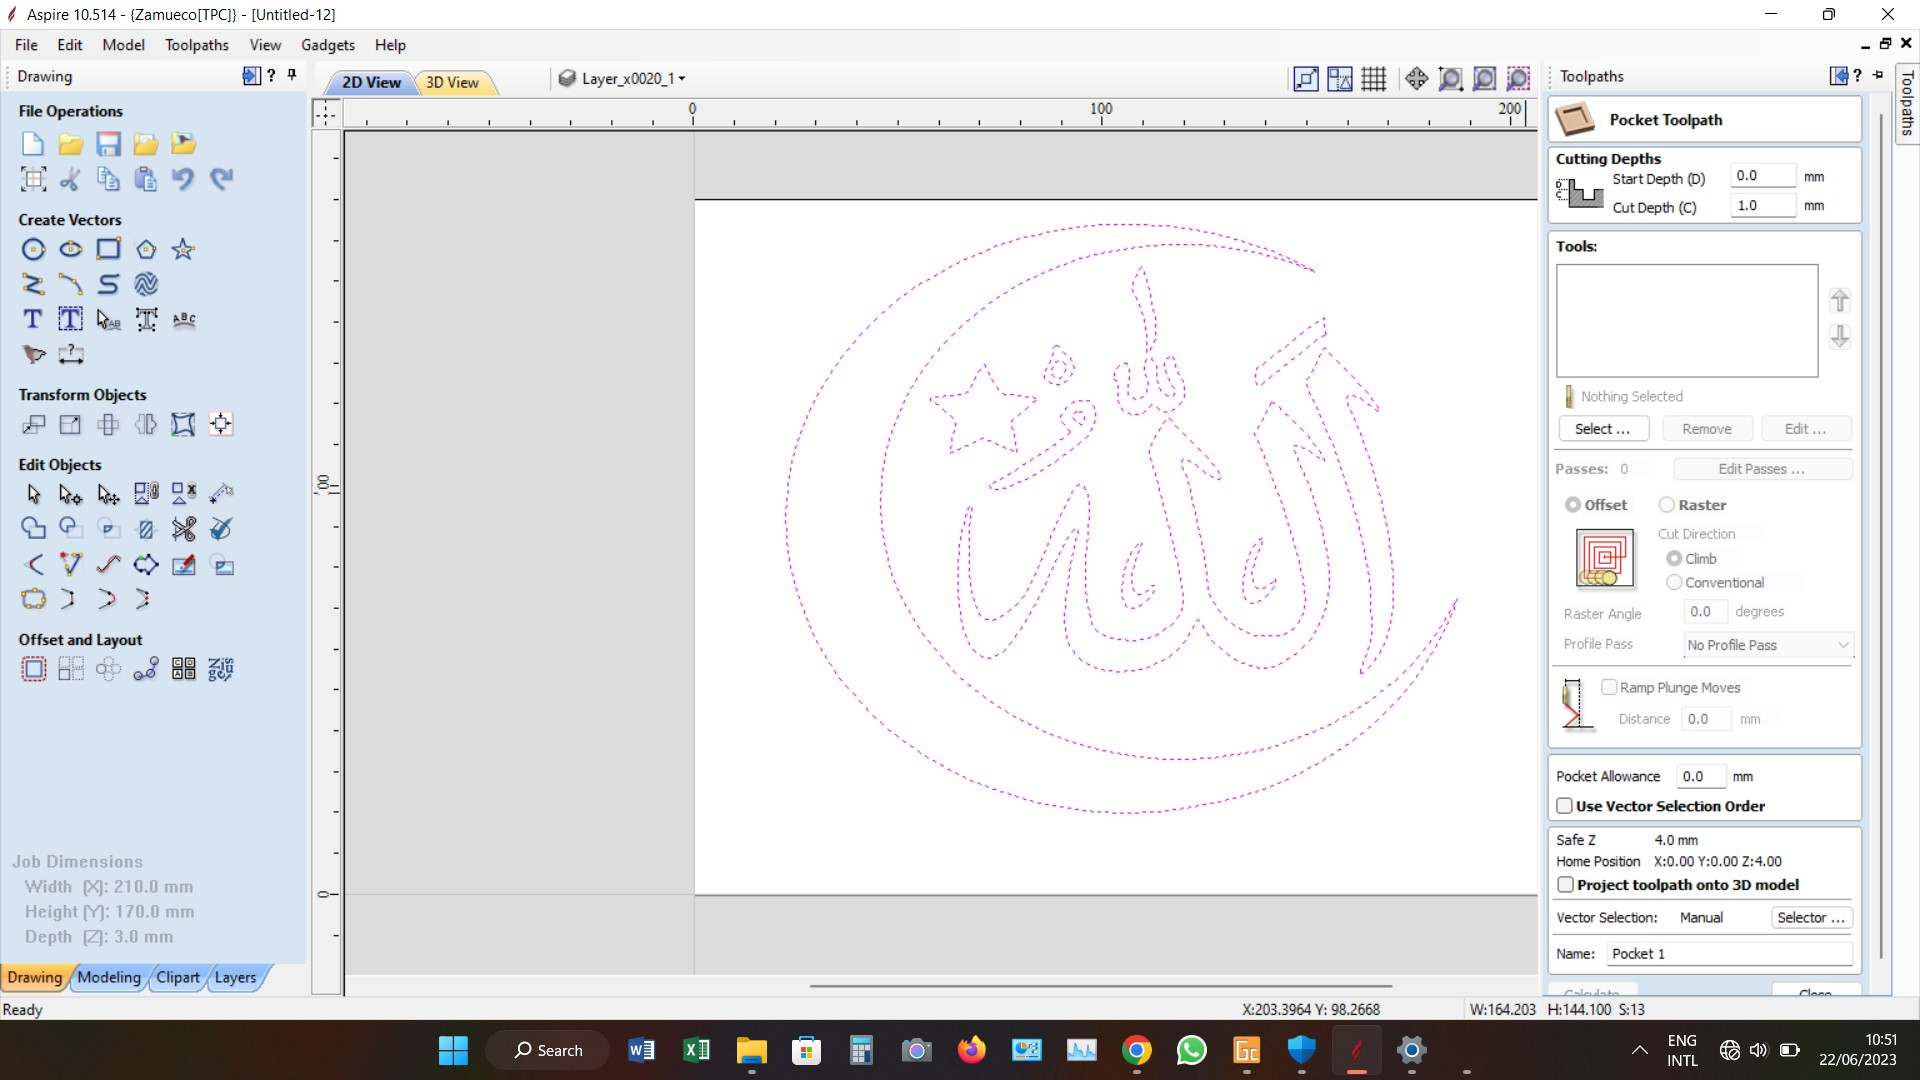 Aspire 10.514 - {Zamueco[TPC]} - [Untitled-12]
File Edit Model Toolpaths View Gadgets Help
Drawing
?
2D View
3D View
Layer_x0020_1
Toolpaths
?
Toolpaths
File Operations
Create Vectors
Transform Objects
Edit Objects
Offset and Layout
Job Dimensions
Width (X): 210.0 mm
Height (Y): 170.0 mm
Depth (Z): 3.0 mm
Drawing Modeling Clipart Layers
0 100 200
0
الله
Pocket Toolpath
Cutting Depths
Start Depth (D) 0.0 mm
Cut Depth (C) 1.0 mm
Tools:
Nothing Selected
Select ... Remove Edit ...
Passes: 0 Edit Passes ...
Offset Raster
Cut Direction
Climb
Conventional
Raster Angle 0.0 degrees
Profile Pass No Profile Pass
Ramp Plunge Moves
Distance 0.0 mm
Pocket Allowance 0.0 mm
Use Vector Selection Order
Safe Z 4.0 mm
Home Position X:0.00 Y:0.00 Z:4.00
Project toolpath onto 3D model
Vector Selection: Manual Selector ...
Name: Pocket 1
Calculate Close
Ready
X:203.3964 Y: 98.2668
W:164.203 H:144.100 S:13
Search
ENG
INTL
10:51
22/06/2023